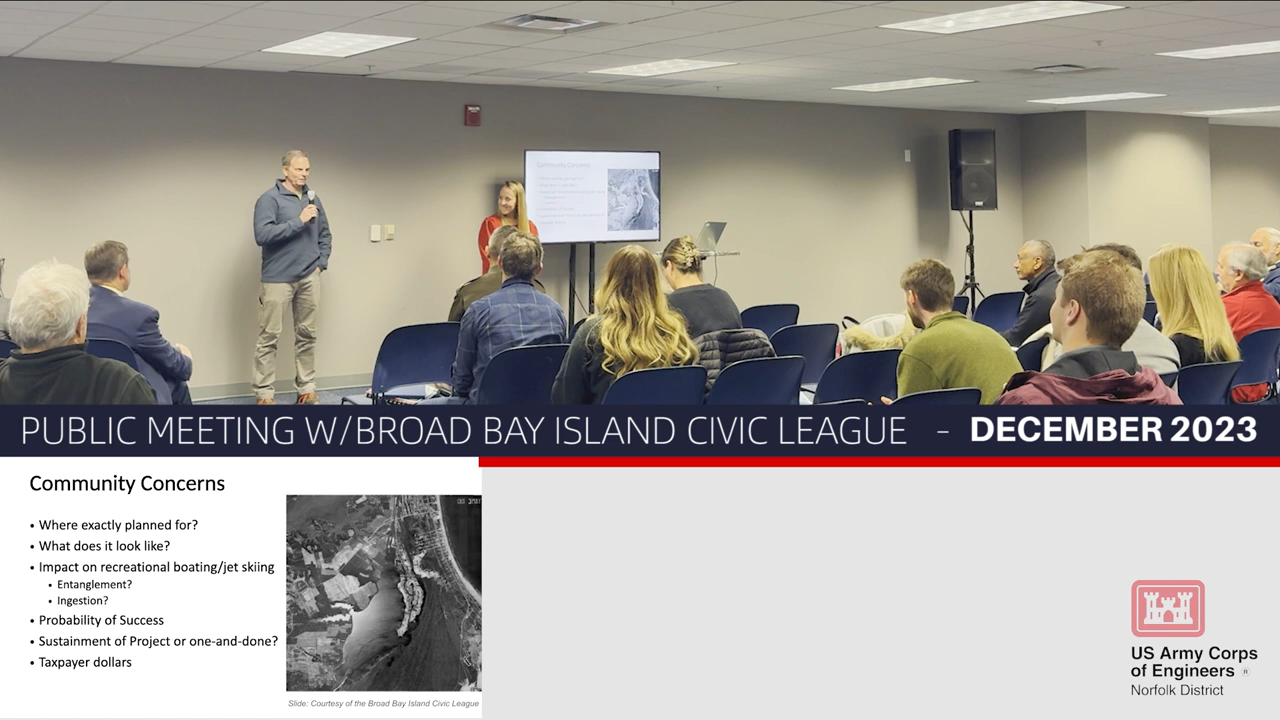 Community Concerns
PUBLIC MEETING W/BROAD BAY ISLAND CIVIC LEAGUE – DECEMBER 2023
Community Concerns
• Where exactly planned for?
• What does it look like?
• Impact on recreational boating/jet skiing
• Entanglement?
• Ingestion?
• Probability of Success
• Sustainment of Project or one-and-done?
• Taxpayer dollars
Slide: Courtesy of the Broad Bay Island Civic League
US Army Corps
of Engineers ®
Norfolk District